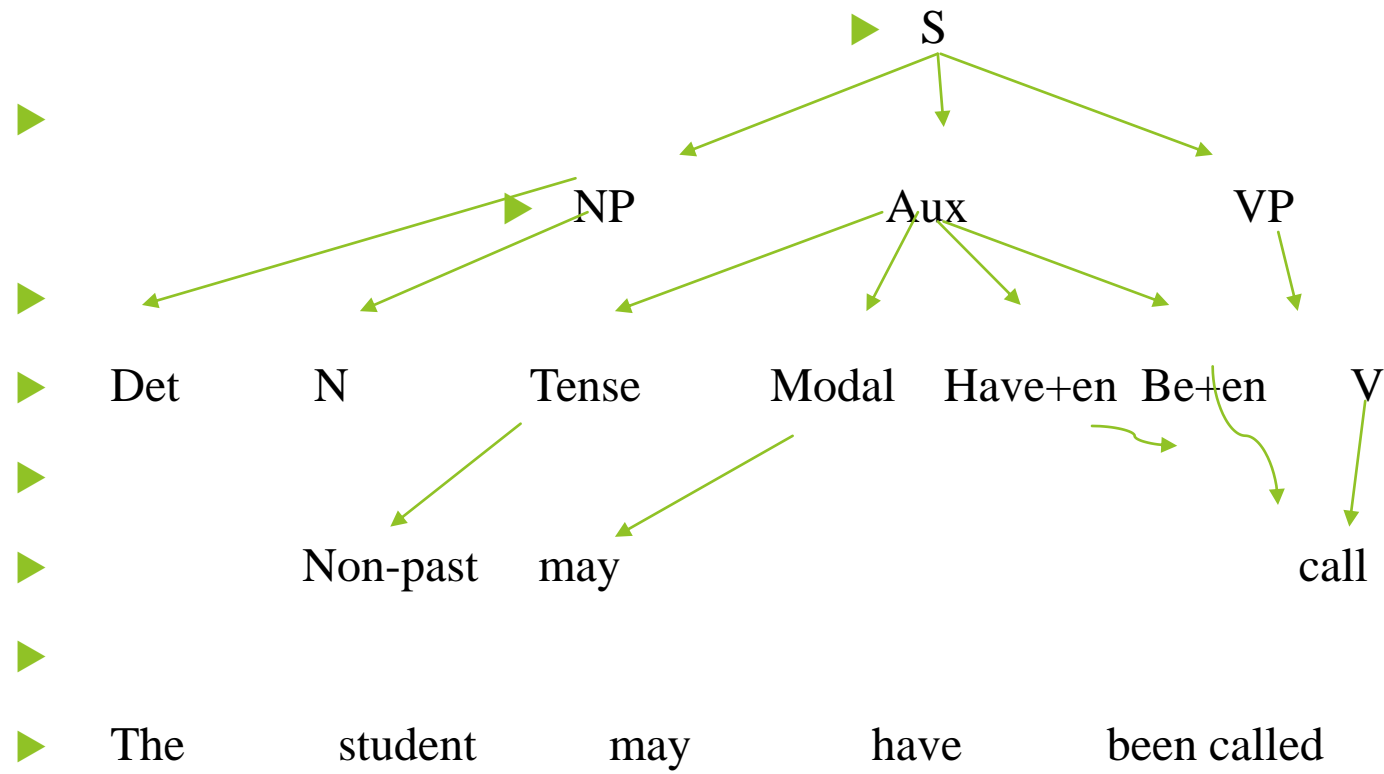 S
NP Aux VP
Det N Tense Modal Have+en Be+en V
Non-past may call
The student may have been called